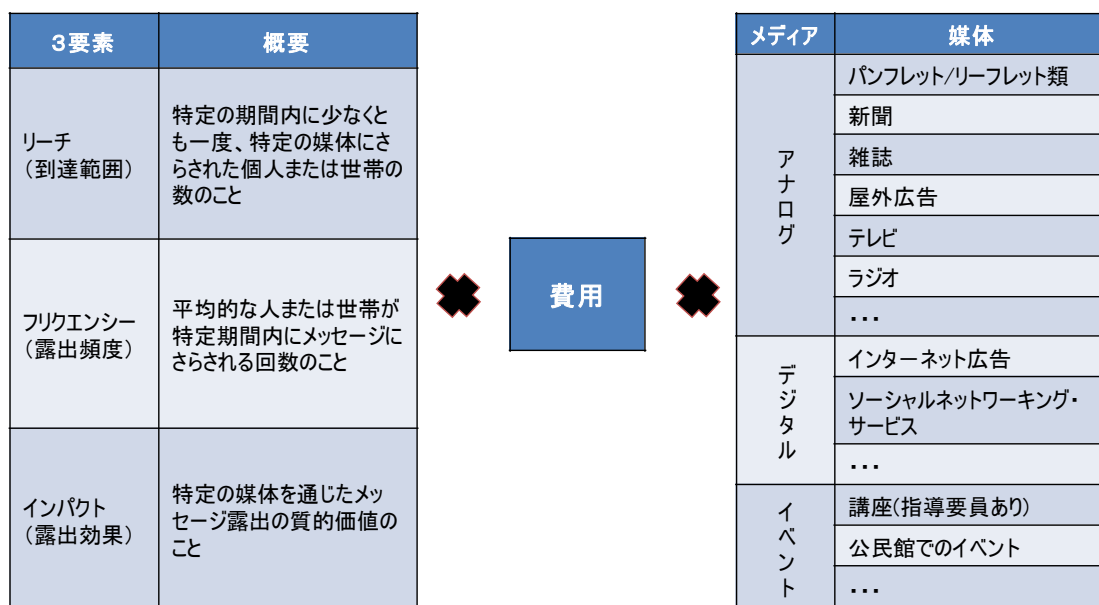 3要素
概要
リーチ
(到達範囲)
特定の期間内に少なくと
も一度、特定の媒体にさ
らされた個人または世帯の
数のこと
フリクエンシー
(露出頻度)
平均的な人または世帯が
特定期間内にメッセージに
さらされる回数のこと
インパクト
(露出効果)
特定の媒体を通じたメッ
セージ露出の質的価値の
こと
費用
メディア
媒体
アナログ
パンフレット/リーフレット類
新聞
雑誌
屋外広告
テレビ
ラジオ
・・・
デジタル
インターネット広告
ソーシャルネットワーキング・
サービス
・・・
イベント
講座(指導要員あり)
公民館でのイベント
・・・